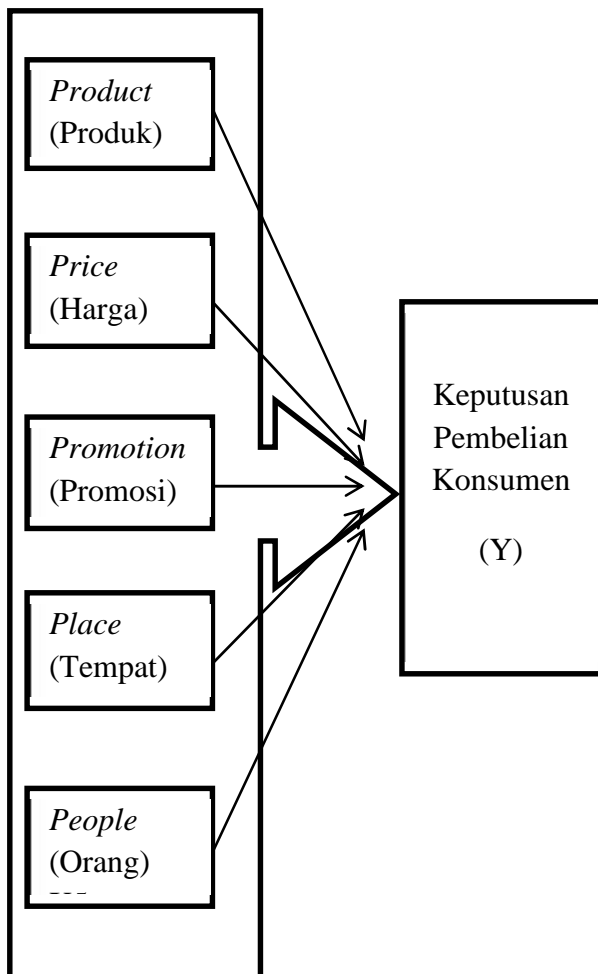 Product
(Produk)
Price
(Harga)
Promotion
(Promosi)
Place
(Tempat)
People
(Orang)
Keputusan
Pembelian
Konsumen
(Y)